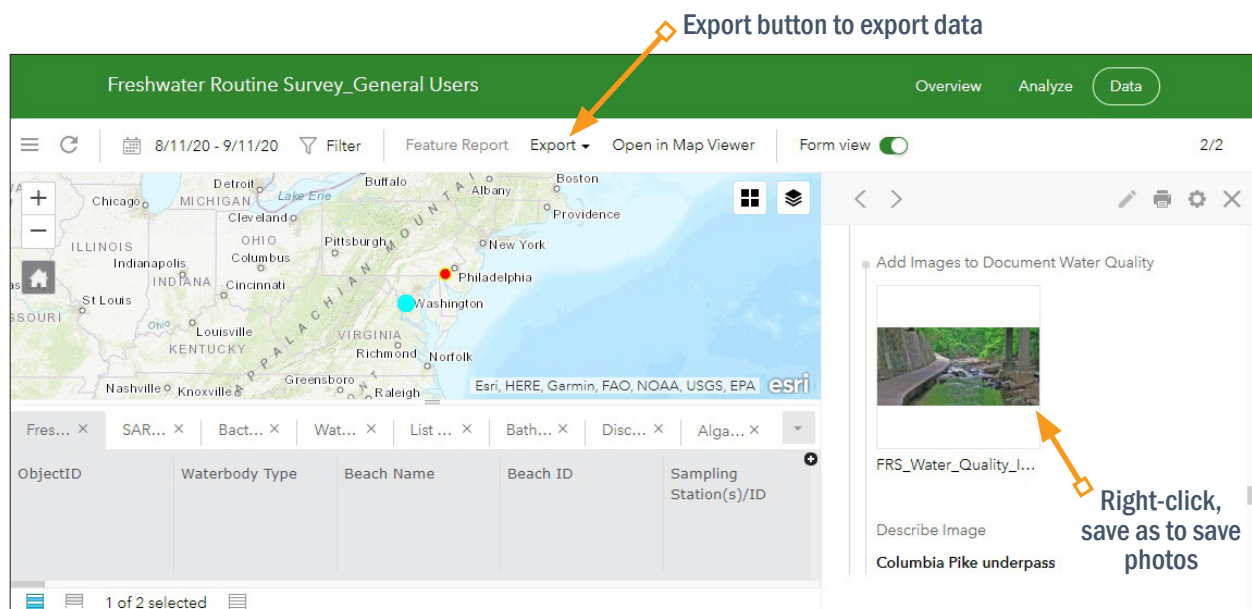 Export button to export data
Freshwater Routine Survey_General Users
Overview
Analyze
Data
8/11/20 - 9/11/20
Filter
Feature Report
Export
Open in Map Viewer
Form view
2/2
Detroit
Buffalo
Albany
Boston
Chicago
MICHIGAN
Lake Erie
Cleveland
Providence
ILLINOIS
OHIO
Pittsburgh
New York
Indianapolis
Columbus
INDIANA
Cincinnati
Philadelphia
St Louis
Washington
SSOURI
Ohio
Louisville
VIRGINIA
KENTUCKY
APPALACHIAN MOUNTAINS
Richmond
Norfolk
Nashville
Knoxville
Greensboro
Raleigh
Esri, HERE, Garmin, FAO, NOAA, USGS, EPA
esri
Fres... ×
SAR... ×
Bact... ×
Wat... ×
List ... ×
Bath... ×
Disc... ×
Alga... ×
ObjectID
Waterbody Type
Beach Name
Beach ID
Sampling
Station(s)/ID
1 of 2 selected
Add Images to Document Water Quality
FRS_Water_Quality_I...
Describe Image
Columbia Pike underpass
Right-click,
save as to save
photos